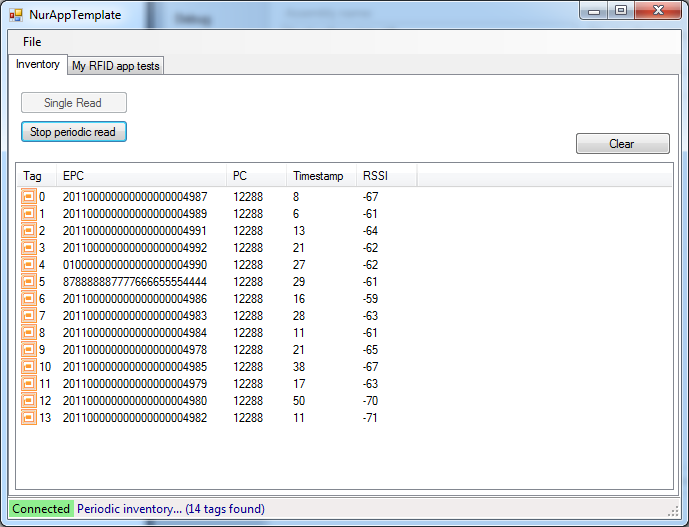 NurAppTemplate
File
Inventory My RFID app tests
Single Read
Stop periodic read
Clear
Tag EPC PC Timestamp RSSI
0 201100000000000000004987 12288 8 -67
1 201100000000000000004989 12288 6 -61
2 201100000000000000004991 12288 13 -64
3 201100000000000000004992 12288 21 -62
4 010000000000000000004990 12288 27 -62
5 878888887777666655554444 12288 29 -61
6 201100000000000000004986 12288 16 -59
7 201100000000000000004983 12288 28 -63
8 201100000000000000004984 12288 11 -61
9 201100000000000000004978 12288 21 -65
10 201100000000000000004985 12288 38 -67
11 201100000000000000004979 12288 17 -63
12 201100000000000000004980 12288 50 -70
13 201100000000000000004982 12288 11 -71
Connected Periodic inventory... (14 tags found)